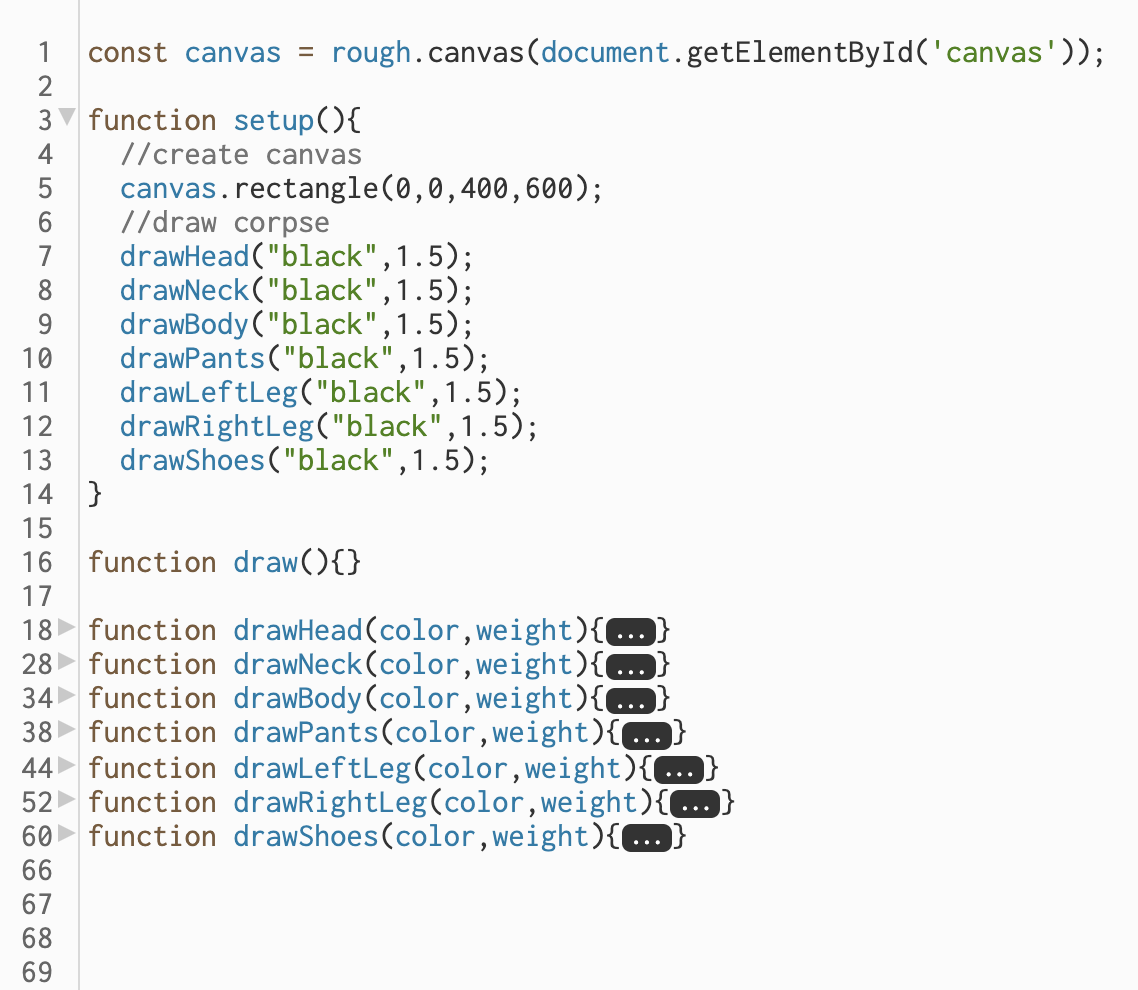 1 const canvas = rough.canvas(document.getElementById('canvas'));
2
3 function setup(){
4 //create canvas
5 canvas.rectangle(0,0,400,600);
6 //draw corpse
7 drawHead("black",1.5);
8 drawNeck("black",1.5);
9 drawBody("black",1.5);
10 drawPants("black",1.5);
11 drawLeftLeg("black",1.5);
12 drawRightLeg("black",1.5);
13 drawShoes("black",1.5);
14 }
15
16 function draw(){}
17
18 function drawHead(color,weight){...}
28 function drawNeck(color,weight){...}
34 function drawBody(color,weight){...}
38 function drawPants(color,weight){...}
44 function drawLeftLeg(color,weight){...}
52 function drawRightLeg(color,weight){...}
60 function drawShoes(color,weight){...}
66
67
68
69